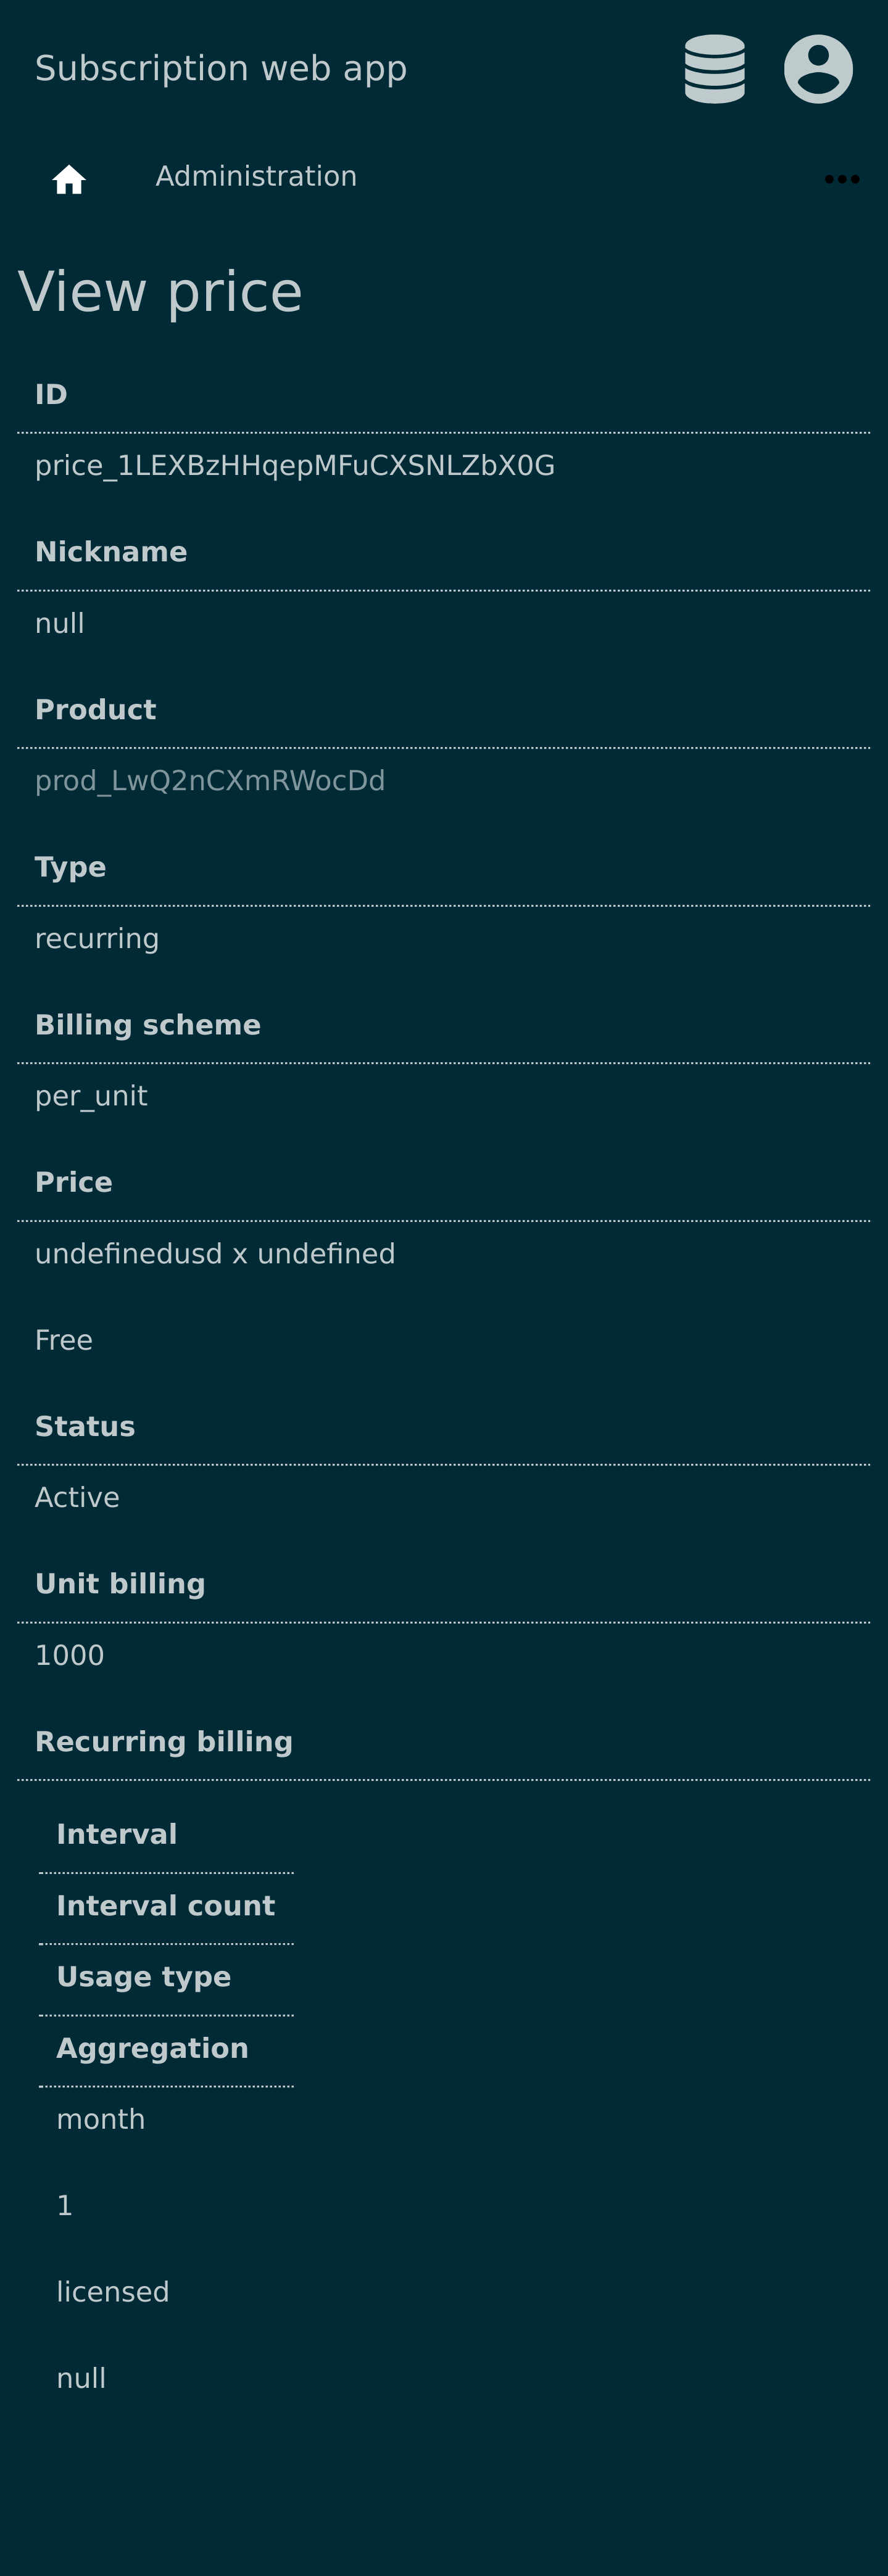 Subscription web app
Administration
View price
ID
price_1LEXBzHHqepMFuCXSNLZbX0G
Nickname
null
Product
prod_LwQ2nCXmRWocDd
Type
recurring
Billing scheme
per_unit
Price
undefinedusd x undefined
Free
Status
Active
Unit billing
1000
Recurring billing
Interval
Interval count
Usage type
Aggregation
month
1
licensed
null